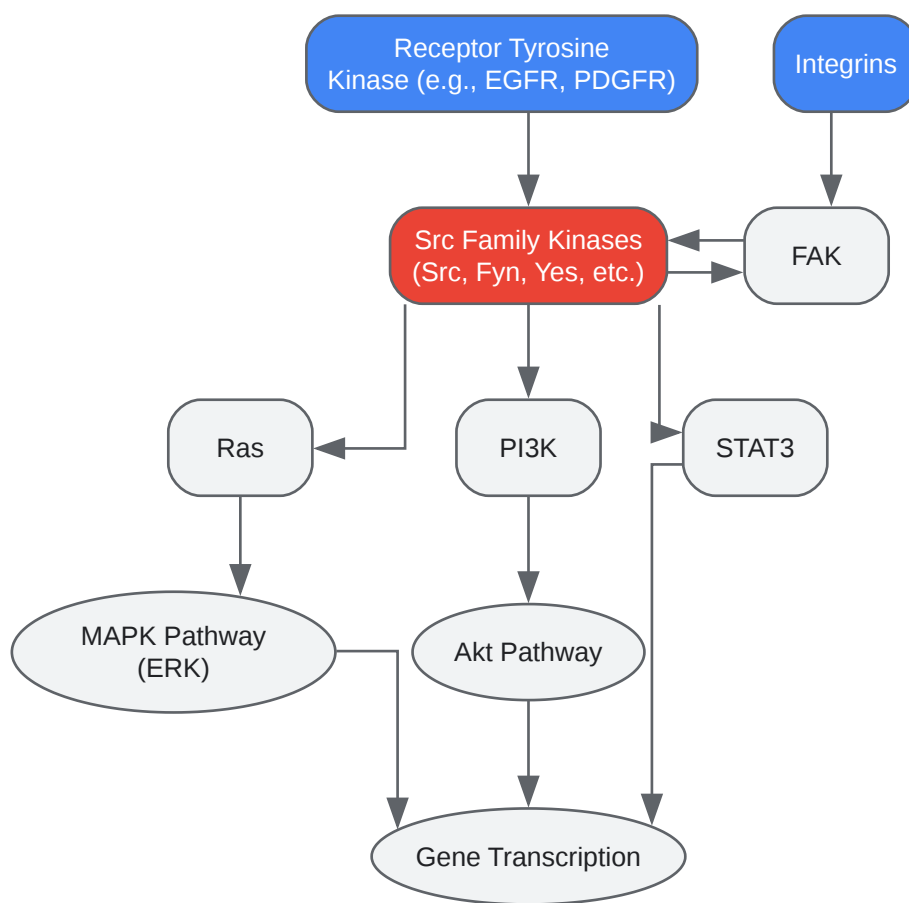 Receptor Tyrosine
Kinase (e.g., EGFR, PDGFR)
Integrins
Src Family Kinases
(Src, Fyn, Yes, etc.)
FAK
Ras
PI3K
STAT3
MAPK Pathway
(ERK)
Akt Pathway
Gene Transcription